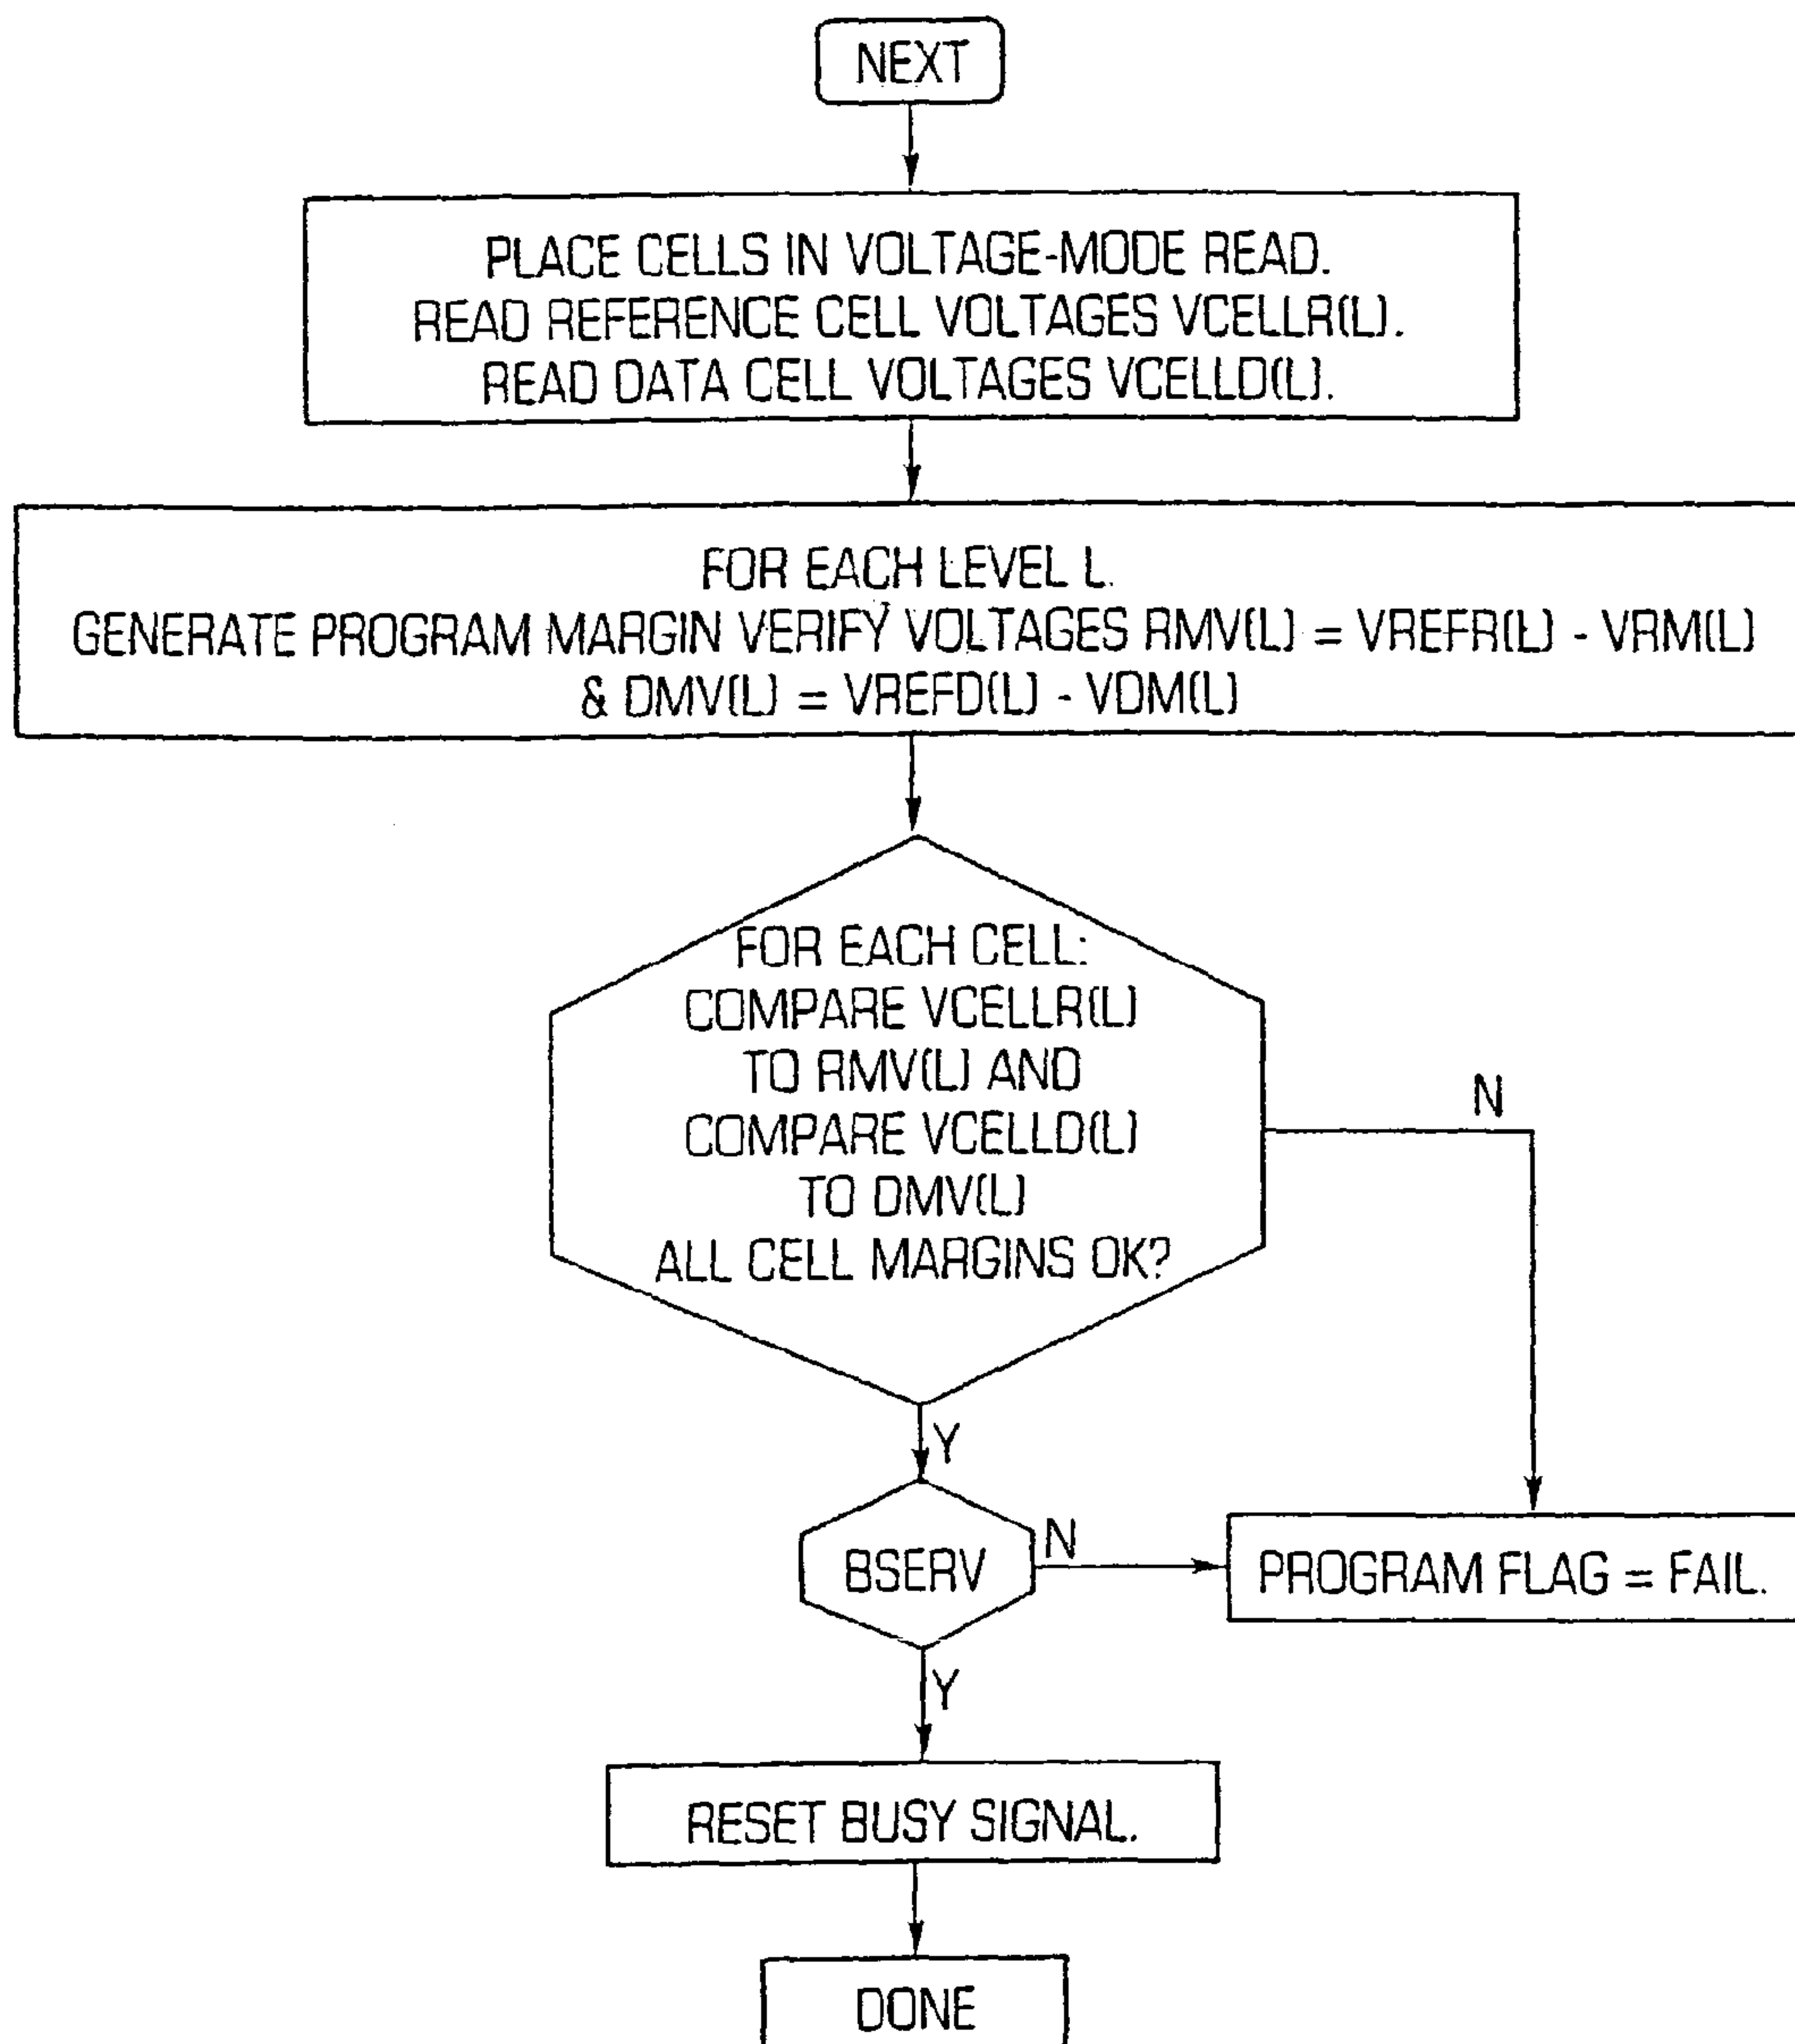 NEXT
PLACE CELLS IN VOLTAGE-MODE READ.
READ REFERENCE CELL VOLTAGES VCELLR(L).
READ DATA CELL VOLTAGES VCELLD(L).
FOR EACH LEVEL L.
GENERATE PROGRAM MARGIN VERIFY VOLTAGES RMV(L) = VREFR(L) - VRM(L)
& DMV(L) = VREFD(L) - VDM(L)
FOR EACH CELL:
COMPARE VCELLR(L)
TO RMV(L) AND
COMPARE VCELLD(L)
TO DMV(L)
ALL CELL MARGINS OK?
N
Y
BSERV
N
PROGRAM FLAG = FAIL.
Y
RESET BUSY SIGNAL.
DONE